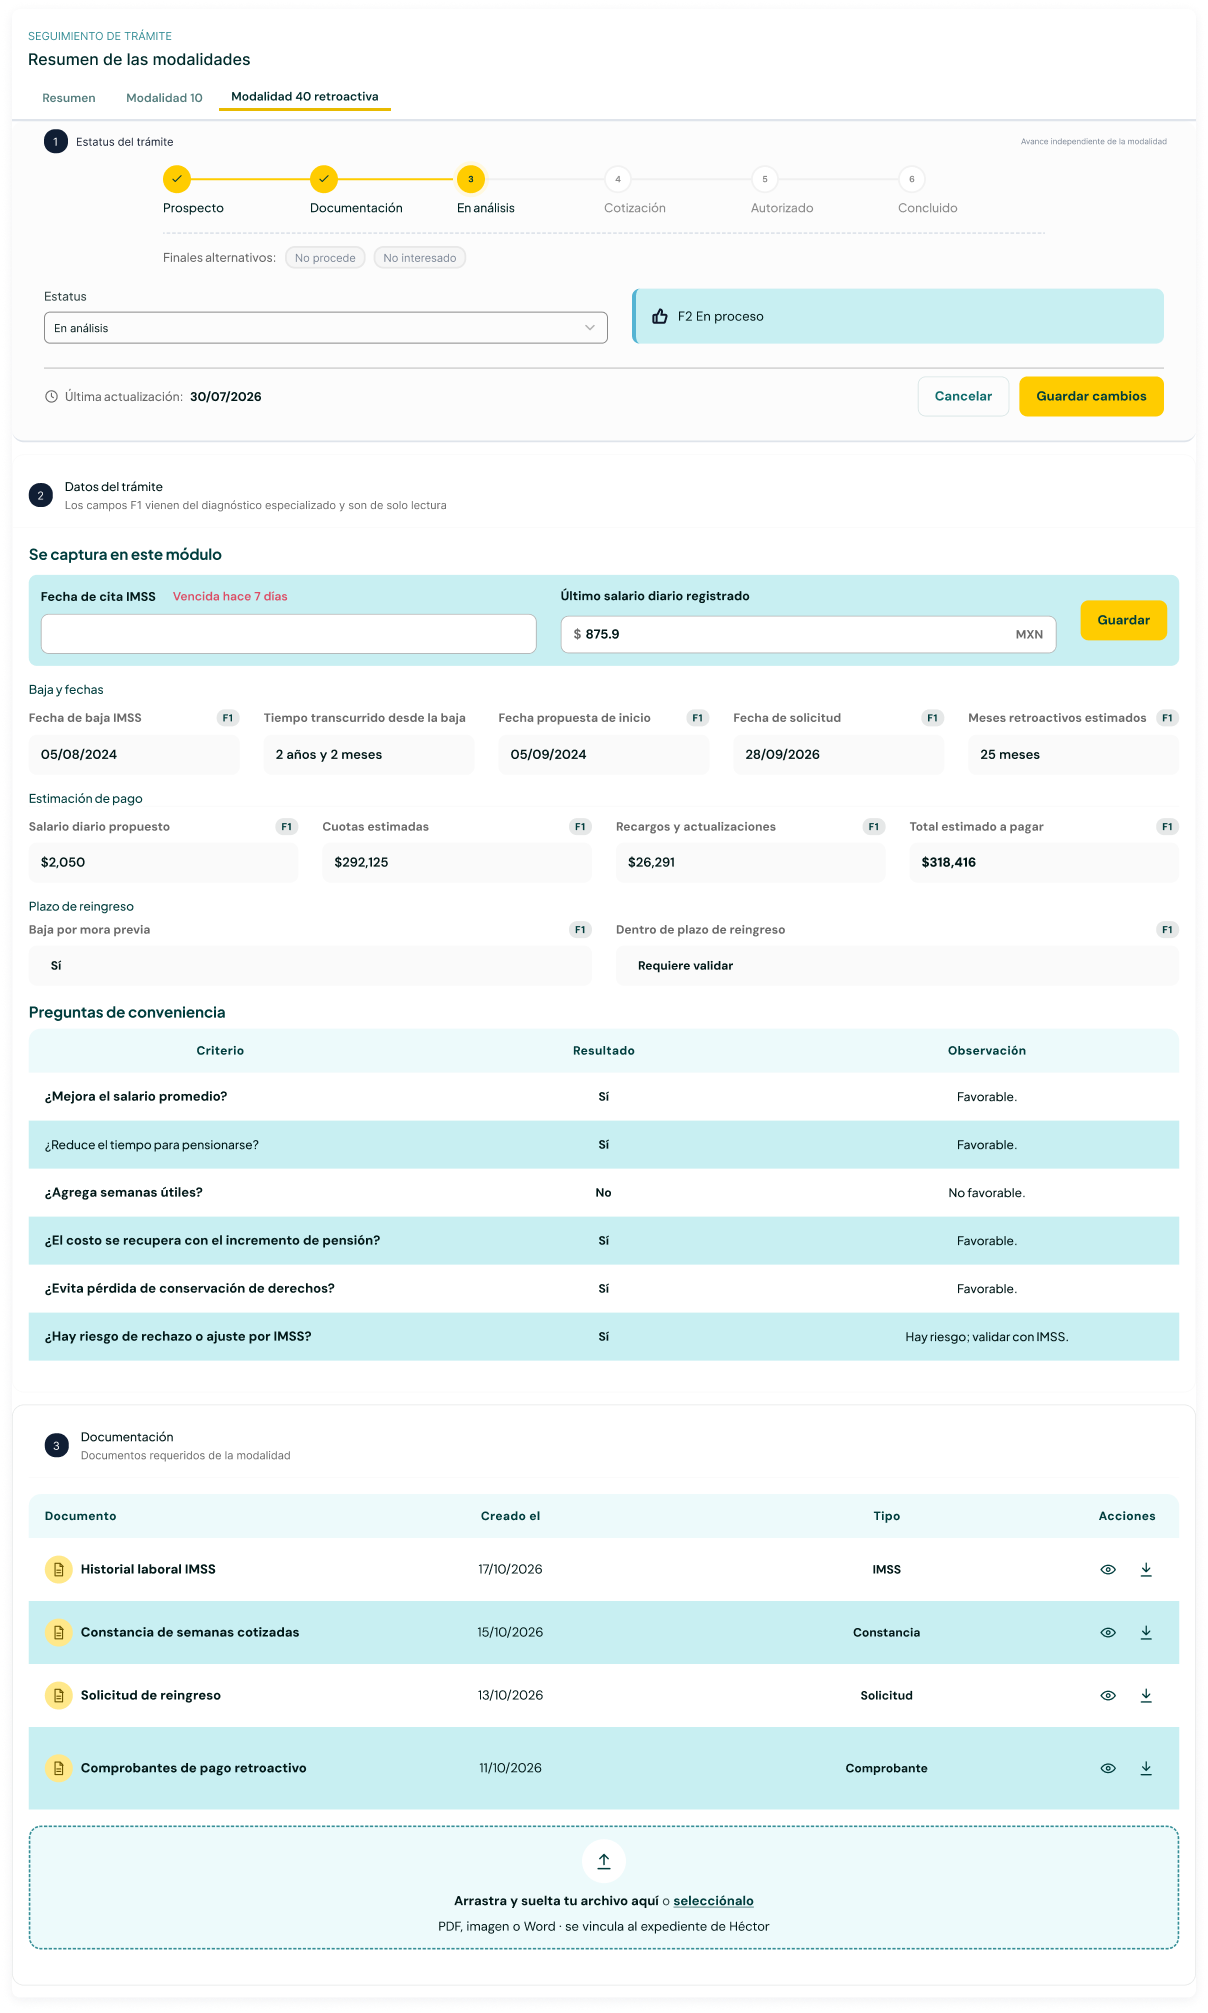 SEGUIMIENTO DE TRÁMITE
Resumen de las modalidades
Resumen Modalidad 10 Modalidad 40 retroactiva
1 Estatus del trámite Avance independiente de la modalidad
3 4 5 6
Prospecto Documentación En análisis Cotización Autorizado Concluido
Finales alternativos: No procede No interesado
Estatus
En análisis
F2 En proceso
Última actualización: 30/07/2026 Cancelar Guardar cambios
2 Datos del trámite
Los campos F1 vienen del diagnóstico especializado y son de solo lectura
Se captura en este módulo
Fecha de cita IMSS Vencida hace 7 días Último salario diario registrado
$ 875.9 MXN Guardar
Baja y fechas
Fecha de baja IMSS F1 Tiempo transcurrido desde la baja Fecha propuesta de inicio F1 Fecha de solicitud F1 Meses retroactivos estimados F1
05/08/2024 2 años y 2 meses 05/09/2024 28/09/2026 25 meses
Estimación de pago
Salario diario propuesto F1 Cuotas estimadas F1 Recargos y actualizaciones F1 Total estimado a pagar F1
$2,050 $292,125 $26,291 $318,416
Plazo de reingreso
Baja por mora previa F1 Dentro de plazo de reingreso F1
Sí Requiere validar
Preguntas de conveniencia
Criterio Resultado Observación
¿Mejora el salario promedio? Sí Favorable.
¿Reduce el tiempo para pensionarse? Sí Favorable.
¿Agrega semanas útiles? No No favorable.
¿El costo se recupera con el incremento de pensión? Sí Favorable.
¿Evita pérdida de conservación de derechos? Sí Favorable.
¿Hay riesgo de rechazo o ajuste por IMSS? Sí Hay riesgo; validar con IMSS.
3 Documentación
Documentos requeridos de la modalidad
Documento Creado el Tipo Acciones
Historial laboral IMSS 17/10/2026 IMSS
Constancia de semanas cotizadas 15/10/2026 Constancia
Solicitud de reingreso 13/10/2026 Solicitud
Comprobantes de pago retroactivo 11/10/2026 Comprobante
Arrastra y suelta tu archivo aquí o selecciónalo
PDF, imagen o Word · se vincula al expediente de Héctor